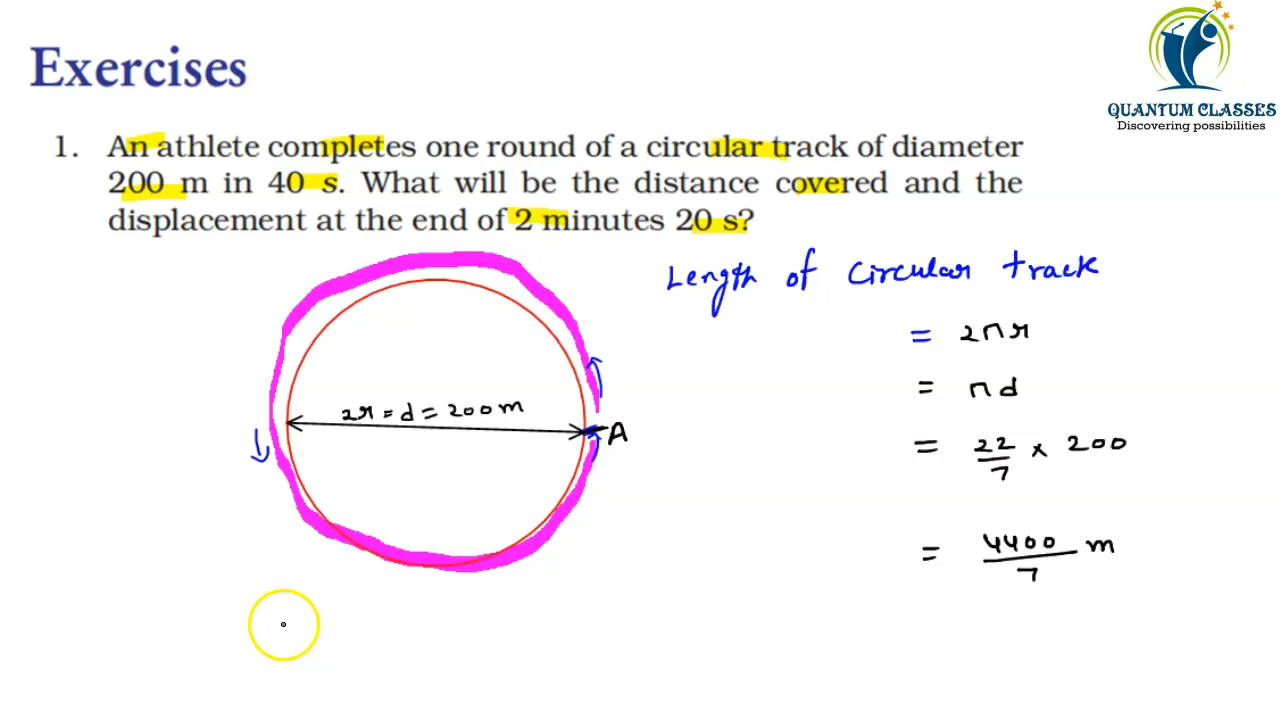 Exercises
QUANTUM CLASSES
Discovering possibilities
1. An athlete completes one round of a circular track of diameter
200 m in 40 s. What will be the distance covered and the
displacement at the end of 2 minutes 20 s?
Length of Circular track
= 2πr
= πd
= 22/7 × 200
= 4400/7 m
2r = d = 200m
A